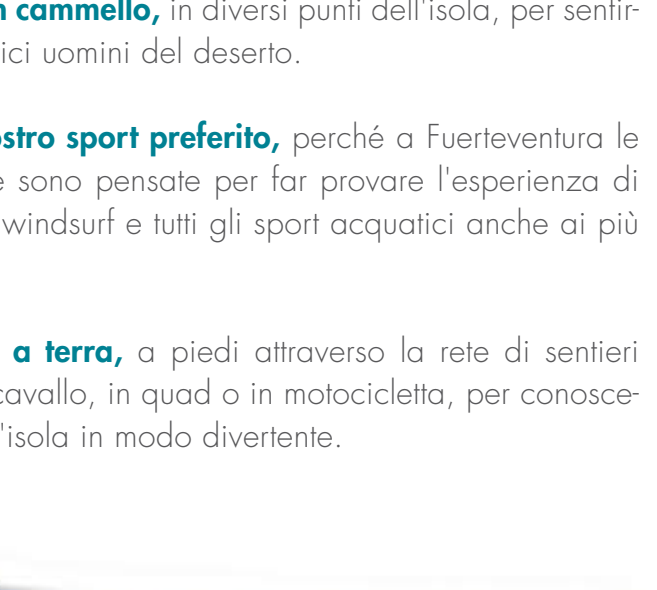 n cammello, in diversi punti dell'isola, per sentir-
ici uomini del deserto.
ostro sport preferito, perché a Fuerteventura le
e sono pensate per far provare l'esperienza di
windsurf e tutti gli sport acquatici anche ai più
a terra, a piedi attraverso la rete di sentieri
cavallo, in quad o in motocicletta, per conosce-
l'isola in modo divertente.